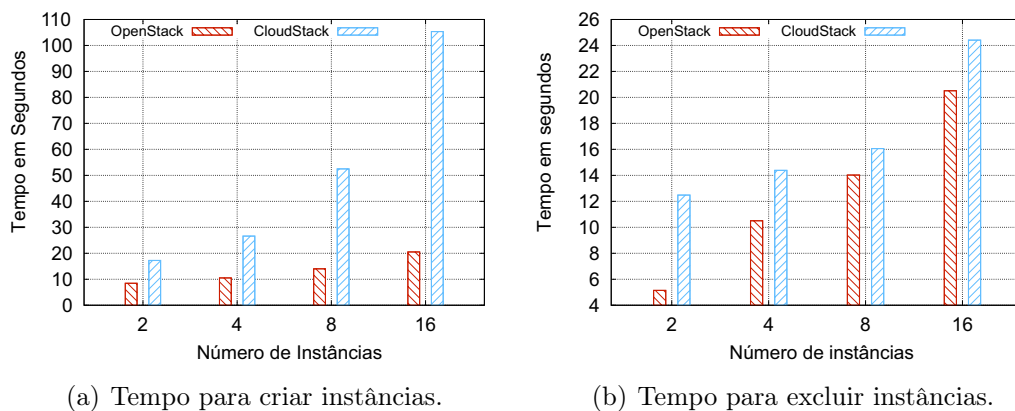 110
100
90
80
70
60
50
40
30
20
10
0
Tempo em Segundos
OpenStack
CloudStack
2 4 8 16
Número de Instâncias
(a) Tempo para criar instâncias.
26
24
22
20
18
16
14
12
10
8
6
4
Tempo em segundos
OpenStack
CloudStack
2 4 8 16
Número de instâncias
(b) Tempo para excluir instâncias.